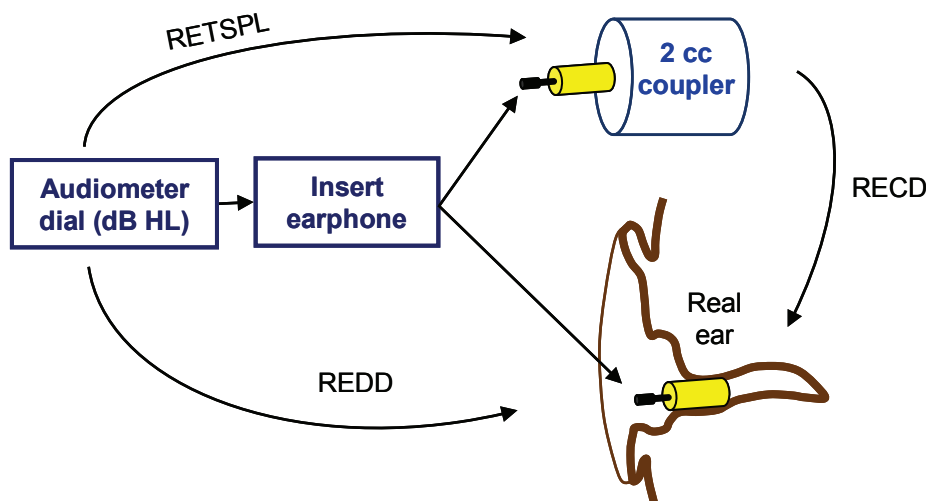 RETSPL
2 cc
coupler
Audiometer
dial (dB HL)
Insert
earphone
RECD
Real
ear
REDD